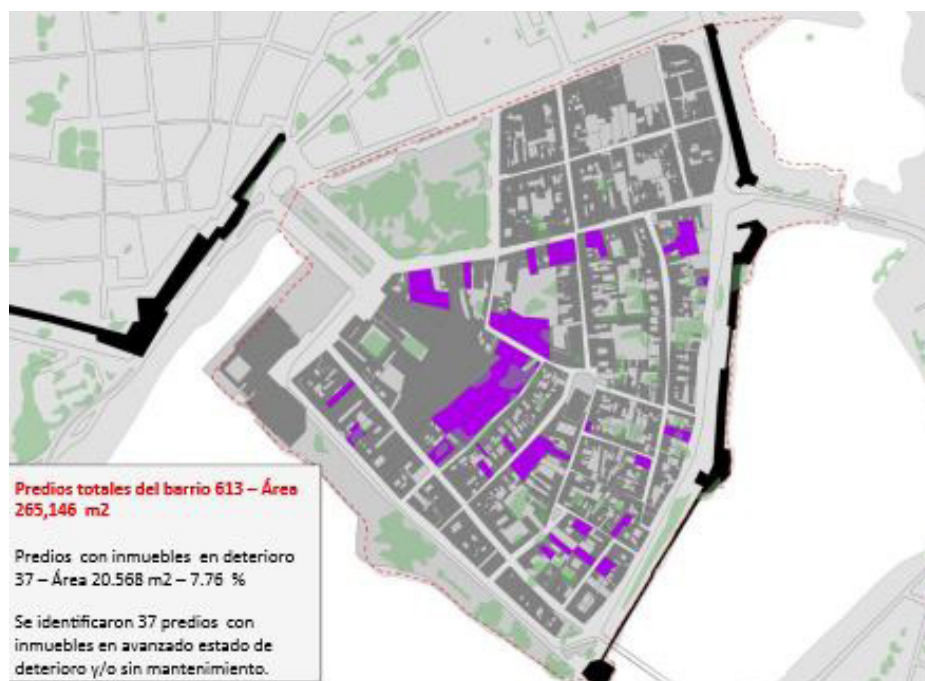 Predios totales del barrio 613 – Área
265,146 m2
Predios con inmuebles en deterioro
37 – Área 20.568 m2 – 7.76 %
Se identificaron 37 predios con
inmuebles en avanzado estado de
deterioro y/o sin mantenimiento.